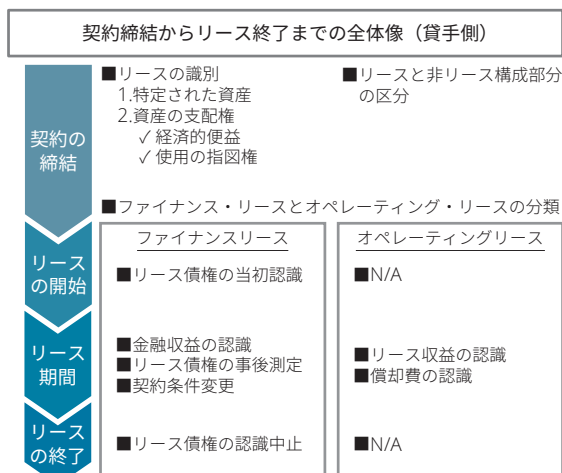 契約締結からリース終了までの全体像（貸手側）
契約の
締結
■リースの識別
1.特定された資産
2.資産の支配権
✓ 経済的便益
✓ 使用の指図権
■リースと非リース構成部分
の区分
■ファイナンス・リースとオペレーティング・リースの分類
ファイナンスリース
オペレーティングリース
リース
の開始
■リース債権の当初認識
■N/A
リース
期間
■金融収益の認識
■リース債権の事後測定
■契約条件変更
■リース収益の認識
■償却費の認識
リース
の終了
■リース債権の認識中止
■N/A